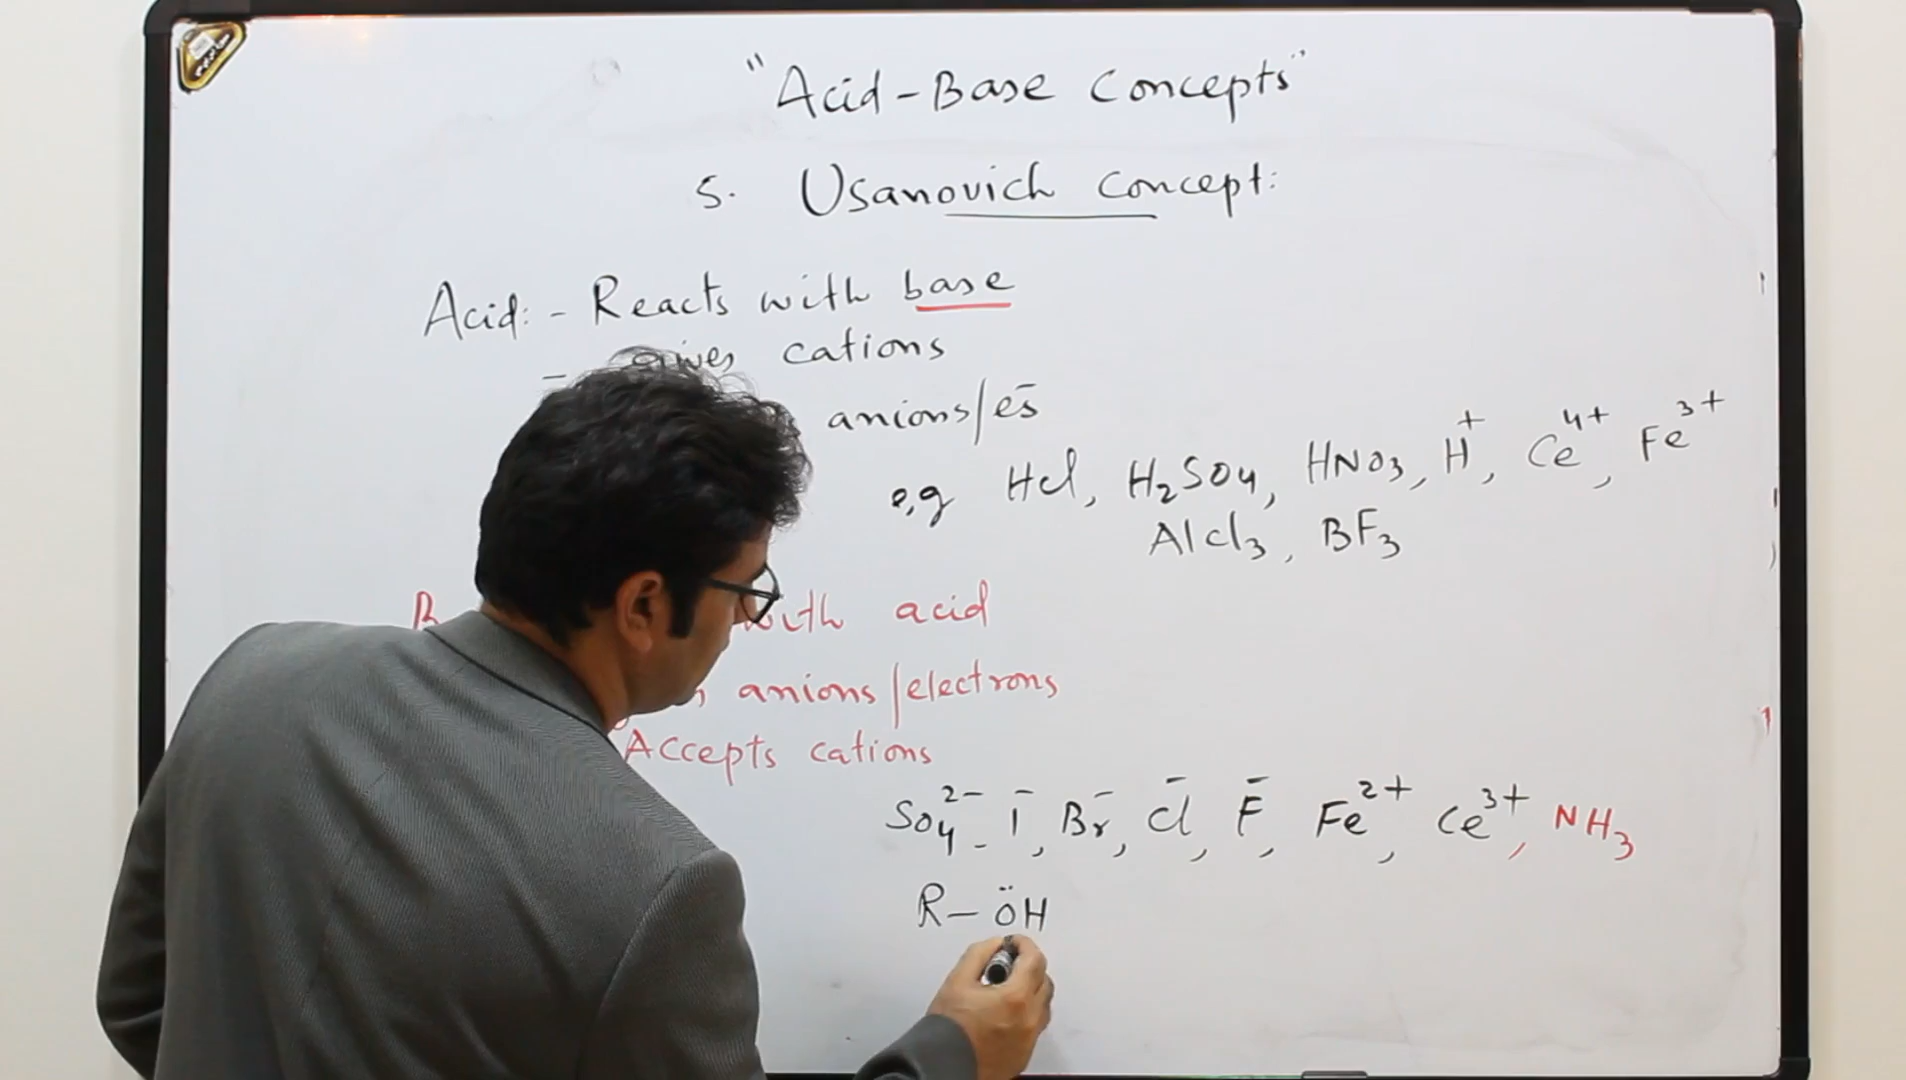 "Acid-Base Concepts"
5. Usanovich Concept:
Acid: - Reacts with base
- gives cations
anions/es̄
e,g Hcl, H₂SO₄, HNO₃, H⁺, Ce⁴⁺, Fe³⁺
Alcl₃, BF₃
with acid
anions/electrons
Accepts cations
SO₄²⁻, I⁻, Br⁻, Cl⁻, F⁻, Fe²⁺, Ce³⁺, NH₃
R-ÖH